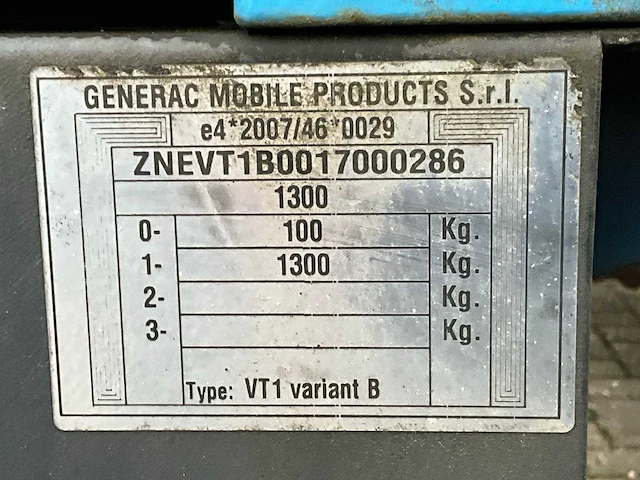 GENERAC MOBILE PRODUCTS S.r.l.
e4*2007/46*0029
ZNEVT1B0017000286
1300
0- 100 Kg.
1- 1300 Kg.
2- Kg.
3- Kg.
Type: VT1 variant B